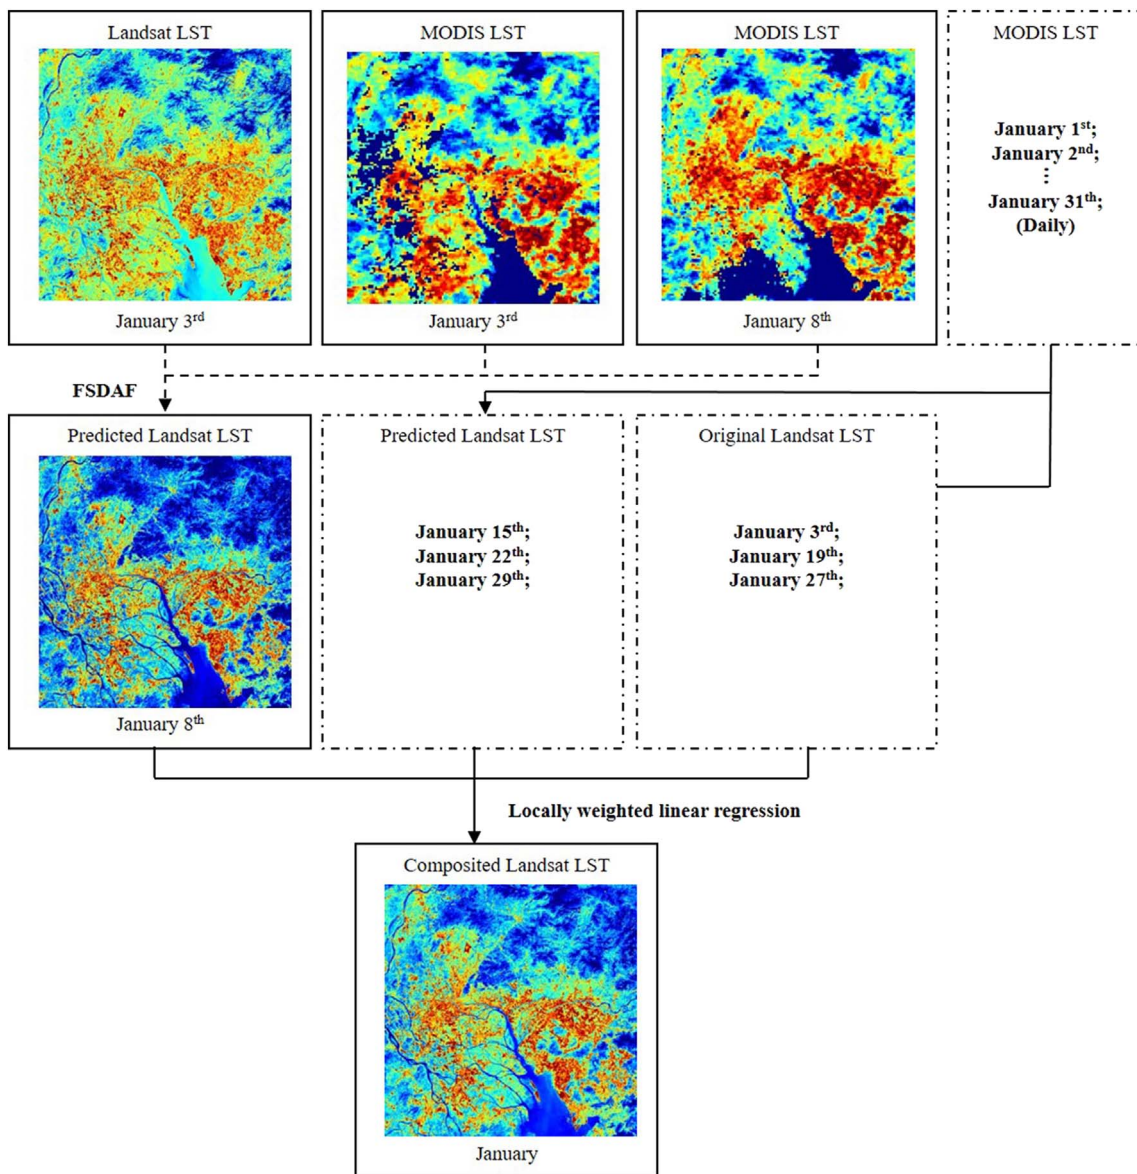 Landsat LST
January 3rd
MODIS LST
January 3rd
MODIS LST
January 8th
MODIS LST
January 1st;
January 2nd;
⋮
January 31th;
(Daily)
FSDAF
Predicted Landsat LST
January 8th
Predicted Landsat LST
January 15th;
January 22th;
January 29th;
Original Landsat LST
January 3rd;
January 19th;
January 27th;
Locally weighted linear regression
Composited Landsat LST
January